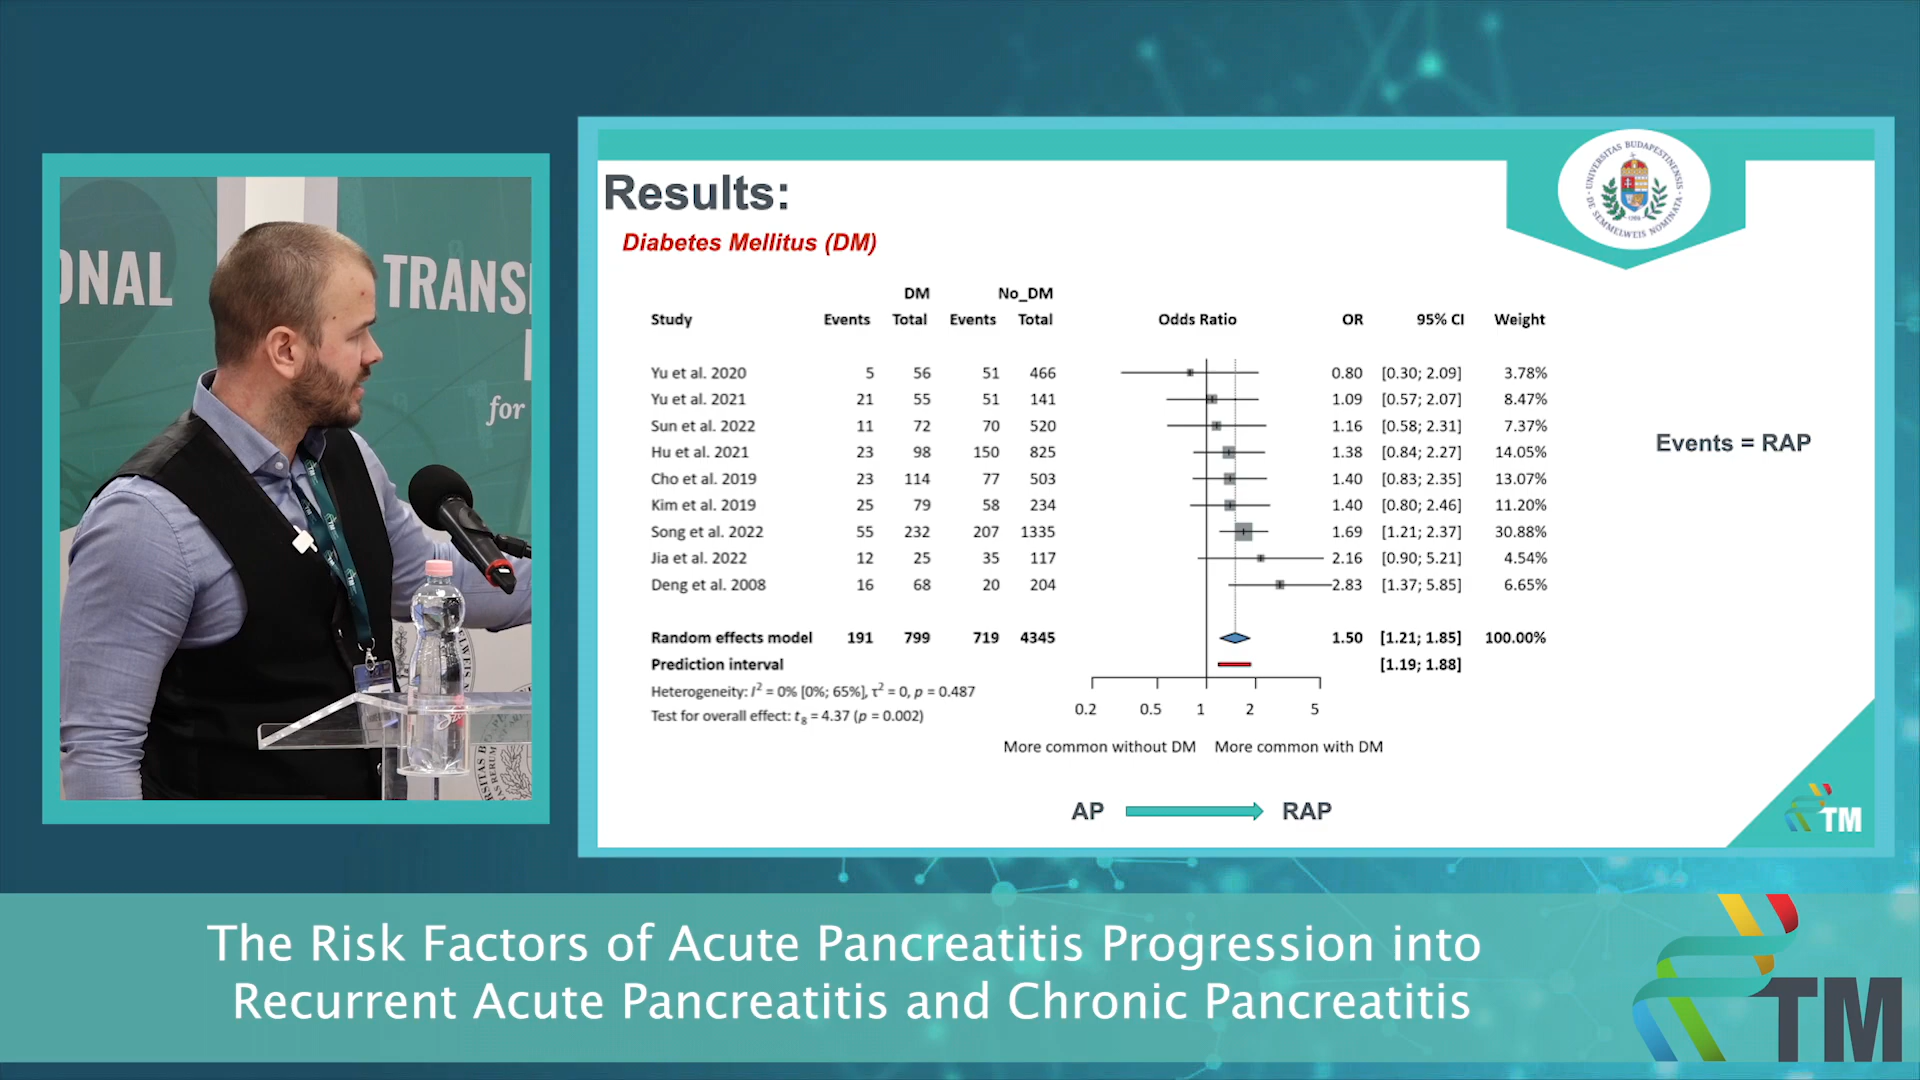 ONAL
TRANS
for
Results:
Diabetes Mellitus (DM)
UNIVERSITAS BUDAPESTINENSIS
DE SEMMELWEIS NOMINATA
DM No_DM
Study Events Total Events Total Odds Ratio OR 95% CI Weight
Yu et al. 2020 5 56 51 466 0.80 [0.30; 2.09] 3.78%
Yu et al. 2021 21 55 51 141 1.09 [0.57; 2.07] 8.47%
Sun et al. 2022 11 72 70 520 1.16 [0.58; 2.31] 7.37%
Hu et al. 2021 23 98 150 825 1.38 [0.84; 2.27] 14.05%
Cho et al. 2019 23 114 77 503 1.40 [0.83; 2.35] 13.07%
Kim et al. 2019 25 79 58 234 1.40 [0.80; 2.46] 11.20%
Song et al. 2022 55 232 207 1335 1.69 [1.21; 2.37] 30.88%
Jia et al. 2022 12 25 35 117 2.16 [0.90; 5.21] 4.54%
Deng et al. 2008 16 68 20 204 2.83 [1.37; 5.85] 6.65%
Random effects model 191 799 719 4345 1.50 [1.21; 1.85] 100.00%
Prediction interval [1.19; 1.88]
Heterogeneity: I² = 0% [0%; 65%], τ² = 0, p = 0.487
Test for overall effect: t₈ = 4.37 (p = 0.002)
0.2 0.5 1 2 5
More common without DM More common with DM
Events = RAP
AP RAP
TM
The Risk Factors of Acute Pancreatitis Progression into
Recurrent Acute Pancreatitis and Chronic Pancreatitis
TM